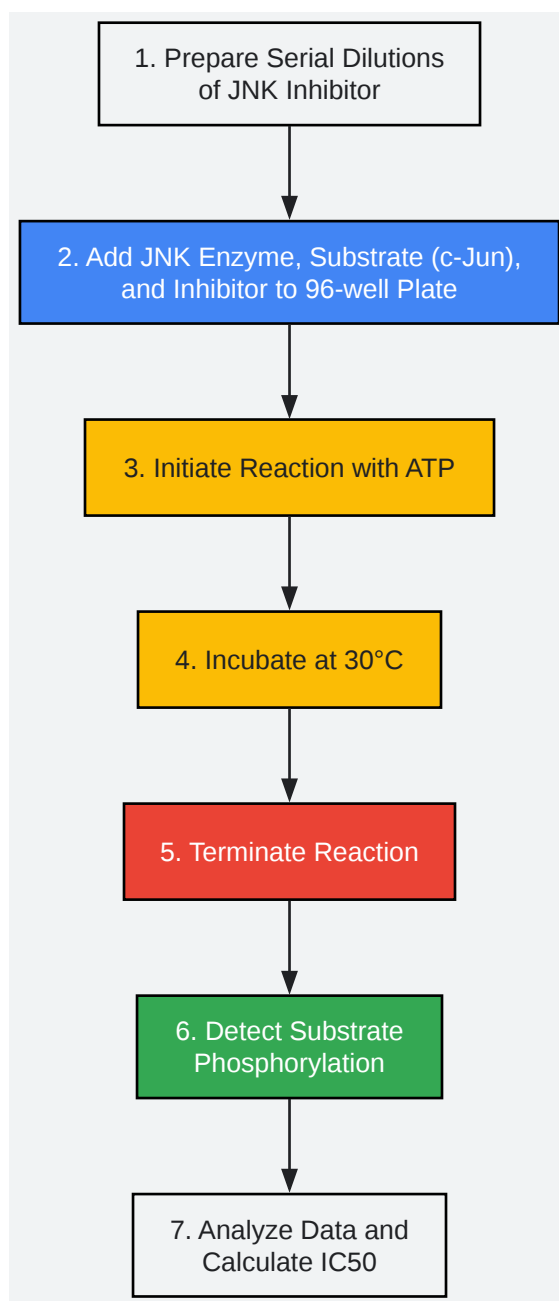 1. Prepare Serial Dilutions
of JNK Inhibitor
2. Add JNK Enzyme, Substrate (c-Jun),
and Inhibitor to 96-well Plate
3. Initiate Reaction with ATP
4. Incubate at 30°C
5. Terminate Reaction
6. Detect Substrate
Phosphorylation
7. Analyze Data and
Calculate IC50